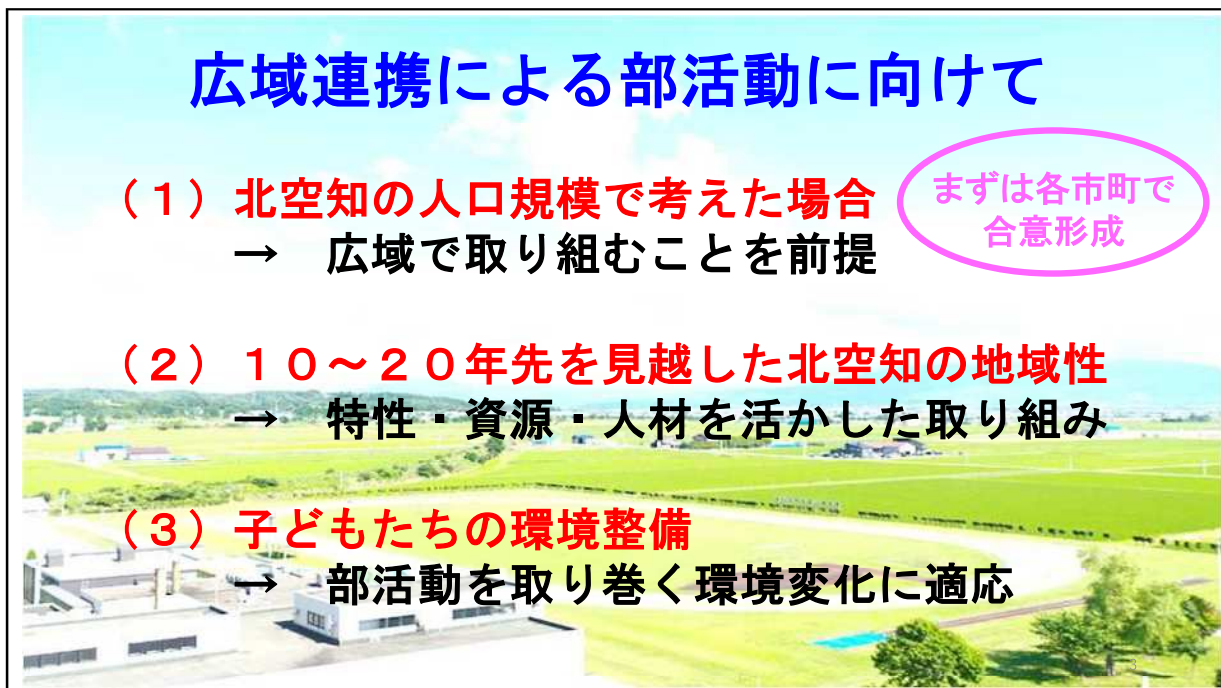 広域連携による部活動に向けて
（１）北空知の人口規模で考えた場合
→　広域で取り組むことを前提
まずは各市町で
合意形成
（２）１０～２０年先を見越した北空知の地域性
→　特性・資源・人材を活かした取り組み
（３）子どもたちの環境整備
→　部活動を取り巻く環境変化に適応
3